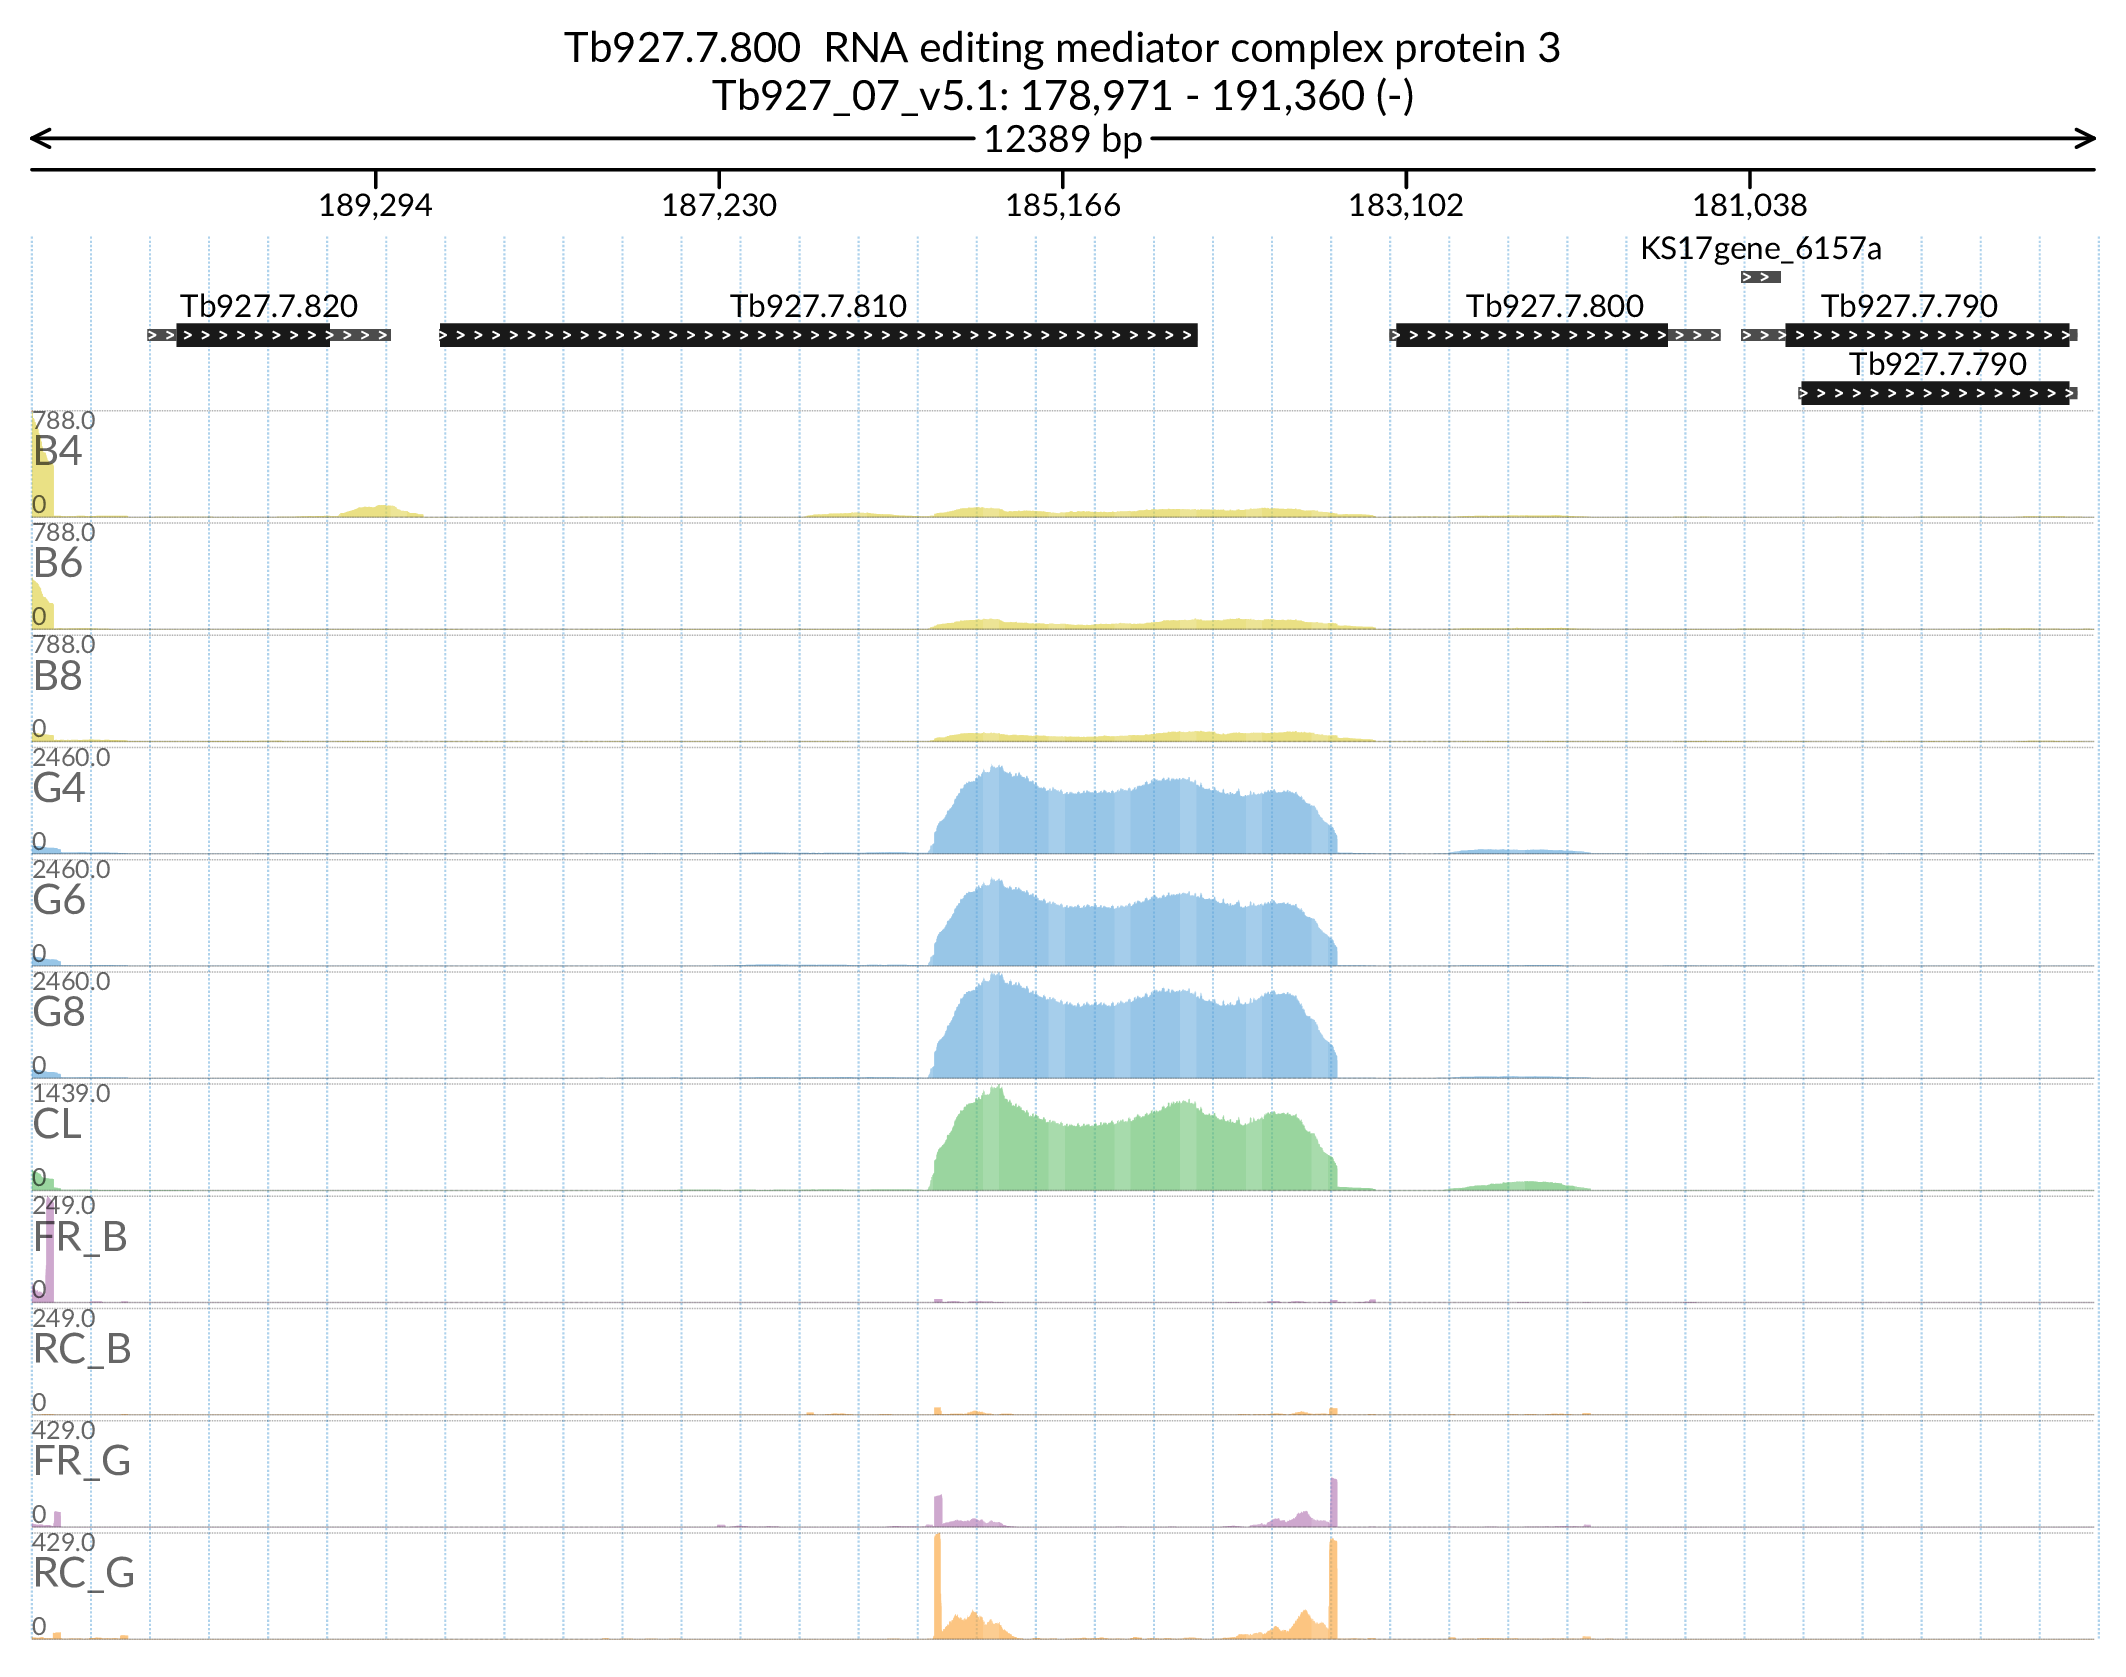 Tb927.7.800  RNA editing mediator complex protein 3
Tb927_07_v5.1: 178,971 - 191,360 (-)
12389 bp
189,294 187,230 185,166 183,102 181,038
KS17gene_6157a
Tb927.7.820 Tb927.7.810 Tb927.7.800 Tb927.7.790
Tb927.7.790
788.0
B4
0
788.0
B6
0
788.0
B8
0
2460.0
G4
0
2460.0
G6
0
2460.0
G8
0
1439.0
CL
0
249.0
FR_B
0
249.0
RC_B
0
429.0
FR_G
0
429.0
RC_G
0